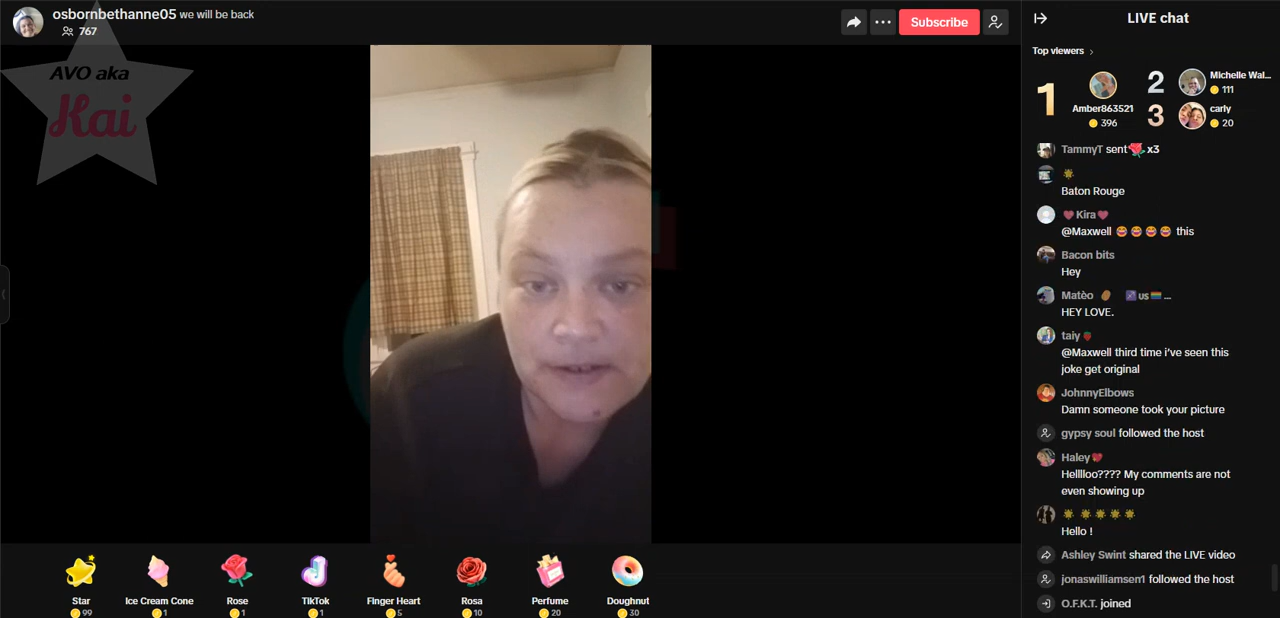 osbornbethanne05 we will be back
767
Subscribe
AVO aka
Kai
LIVE chat
Top viewers
1
Amber863521
396
2
Michelle Wal...
111
3
carly
20
TammyT sent x3
Baton Rouge
Kira
@Maxwell this
Bacon bits
Hey
Matèo us ...
HEY LOVE.
taiy
@Maxwell third time i've seen this
joke get original
JohnnyElbows
Damn someone took your picture
gypsy soul followed the host
Haley
Helllloo???? My comments are not
even showing up
Hello !
Ashley Swint shared the LIVE video
jonaswilliamsen1 followed the host
O.F.K.T. joined
Star
99
Ice Cream Cone
1
Rose
1
TikTok
1
Finger Heart
5
Rosa
10
Perfume
20
Doughnut
30